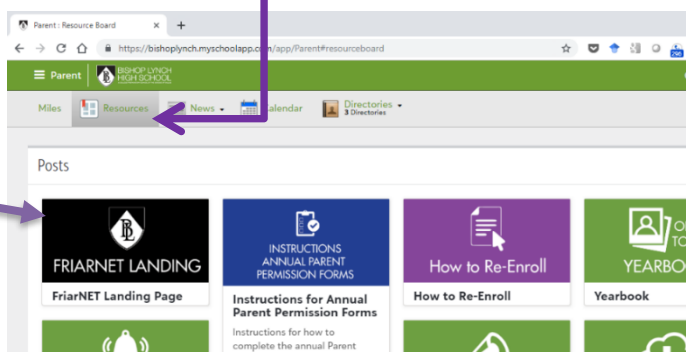 Parent : Resource Board
https://bishoplynch.myschoolapp.com/app/Parent#resourceboard
298
Parent
BISHOP LYNCH
HIGH SCHOOL
Miles
Resources
News
Calendar
Directories
3 Directories
Posts
FRIARNET LANDING
FriarNET Landing Page
INSTRUCTIONS
ANNUAL PARENT
PERMISSION FORMS
Instructions for Annual
Parent Permission Forms
Instructions for how to
complete the annual Parent
How to Re-Enroll
How to Re-Enroll
YEARBO
Yearbook